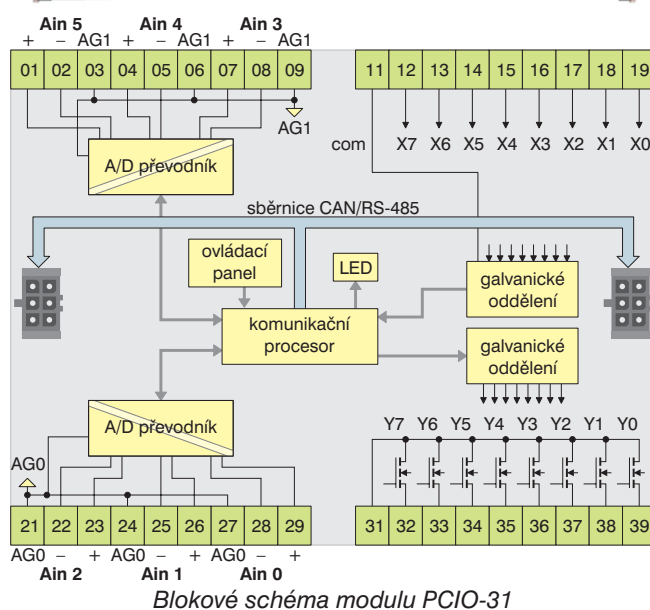 Ain 5 Ain 4 Ain 3
+ – AG1 + – AG1 + – AG1
01 02 03 04 05 06 07 08 09
11 12 13 14 15 16 17 18 19
AG1
com X7 X6 X5 X4 X3 X2 X1 X0
A/D převodník
sběrnice CAN/RS-485
ovládací
panel
LED
galvanické
oddělení
komunikační
procesor
galvanické
oddělení
A/D převodník
Y7 Y6 Y5 Y4 Y3 Y2 Y1 Y0
AG0
21 22 23 24 25 26 27 28 29
31 32 33 34 35 36 37 38 39
AG0 – + AG0 – + AG0 – +
Ain 2 Ain 1 Ain 0
Blokové schéma modulu PCIO-31